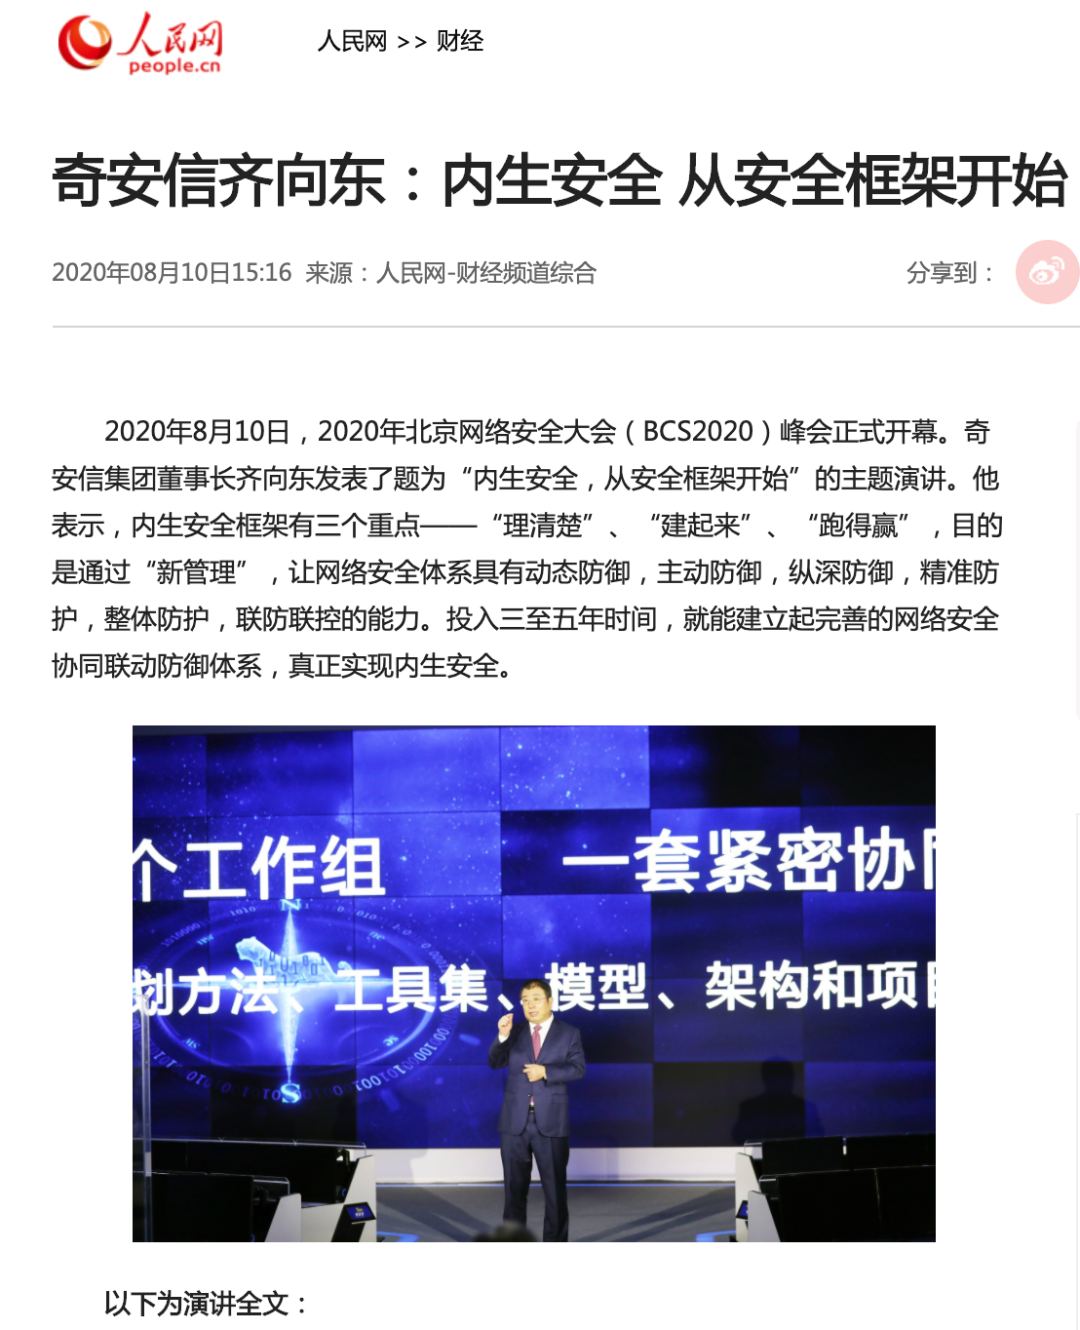 人民网
people.cn
人民网 >> 财经
奇安信齐向东：内生安全 从安全框架开始
2020年08月10日15:16 来源：人民网-财经频道综合
分享到：
2020年8月10日，2020年北京网络安全大会（BCS2020）峰会正式开幕。奇
安信集团董事长齐向东发表了题为“内生安全，从安全框架开始”的主题演讲。他
表示，内生安全框架有三个重点——“理清楚”、“建起来”、“跑得赢”，目的
是通过“新管理”，让网络安全体系具有动态防御，主动防御，纵深防御，精准防
护，整体防护，联防联控的能力。投入三至五年时间，就能建立起完善的网络安全
协同联动防御体系，真正实现内生安全。
个工作组 一套紧密协
N
划方法、工具集、模型、架构和项
S
以下为演讲全文：